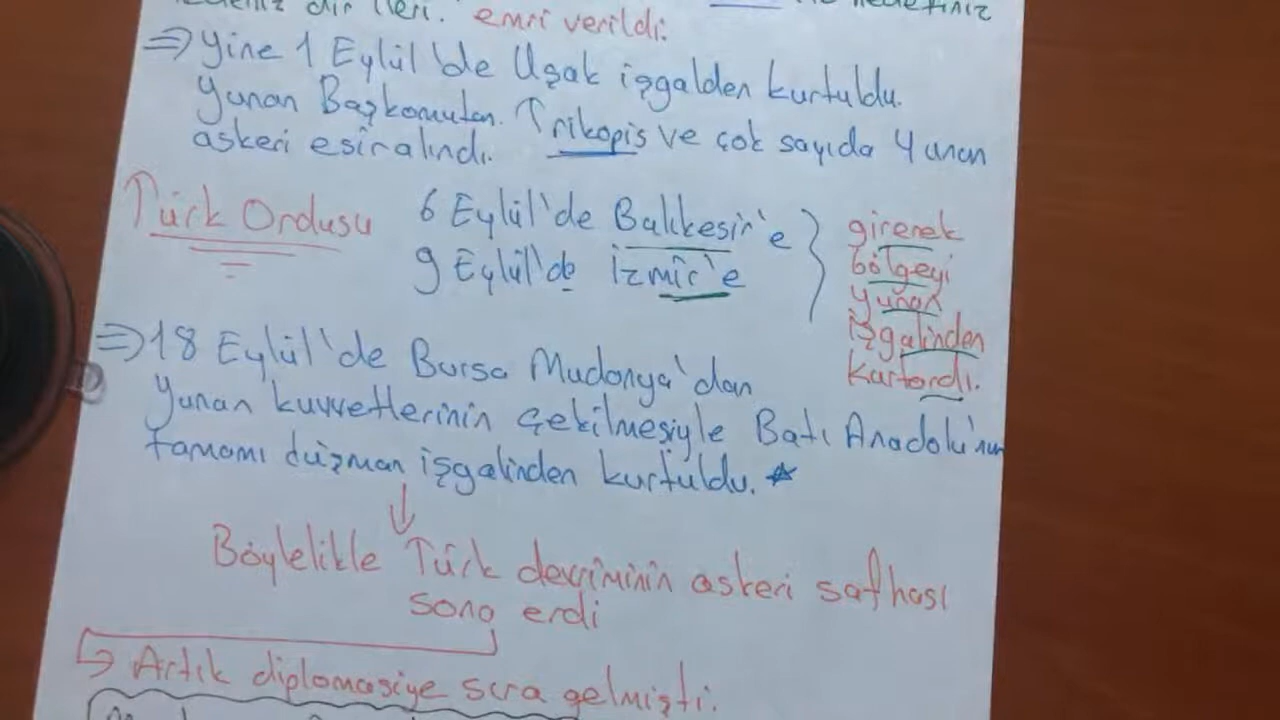 ileri. emri verildi.
⇒ Yine 1 Eylül'de Uşak işgalden kurtuldu.
Yunan Başkomutan. Trikopis ve çok sayıda Yunan
askeri esir alındı.
Türk Ordusu
6 Eylül'de Balıkesir'e
9 Eylül'de İzmir'e
girerek
bölgeyi
yunan
işgalinden
kurtardı.
⇒ 18 Eylül'de Bursa Mudanya'dan
Yunan kuvvetlerinin çekilmesiyle Batı Anadolu'nun
tamamı düşman işgalinden kurtuldu.
Böylelikle Türk devriminin askeri safhası
sona erdi
Artık diplomasiye sıra gelmişti.